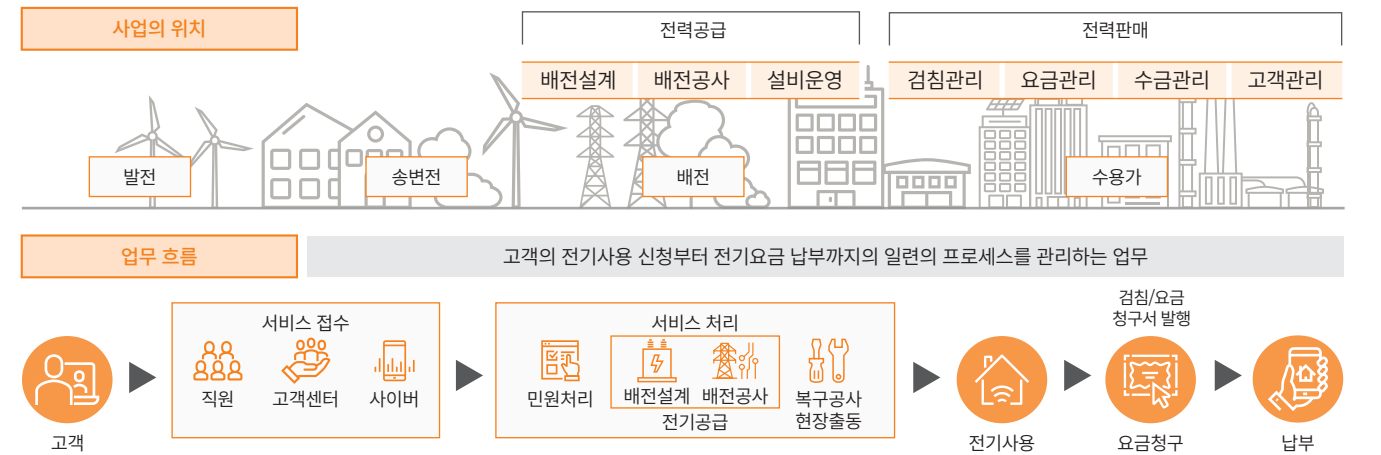 사업의 위치
전력공급
전력판매
배전설계 배전공사 설비운영
검침관리 요금관리 수금관리 고객관리
발전
송변전
배전
수용가
업무 흐름
고객의 전기사용 신청부터 전기요금 납부까지의 일련의 프로세스를 관리하는 업무
고객
서비스 접수
직원 고객센터 사이버
서비스 처리
민원처리
배전설계 배전공사
전기공급
복구공사
현장출동
전기사용
검침/요금
청구서 발행
요금청구
납부